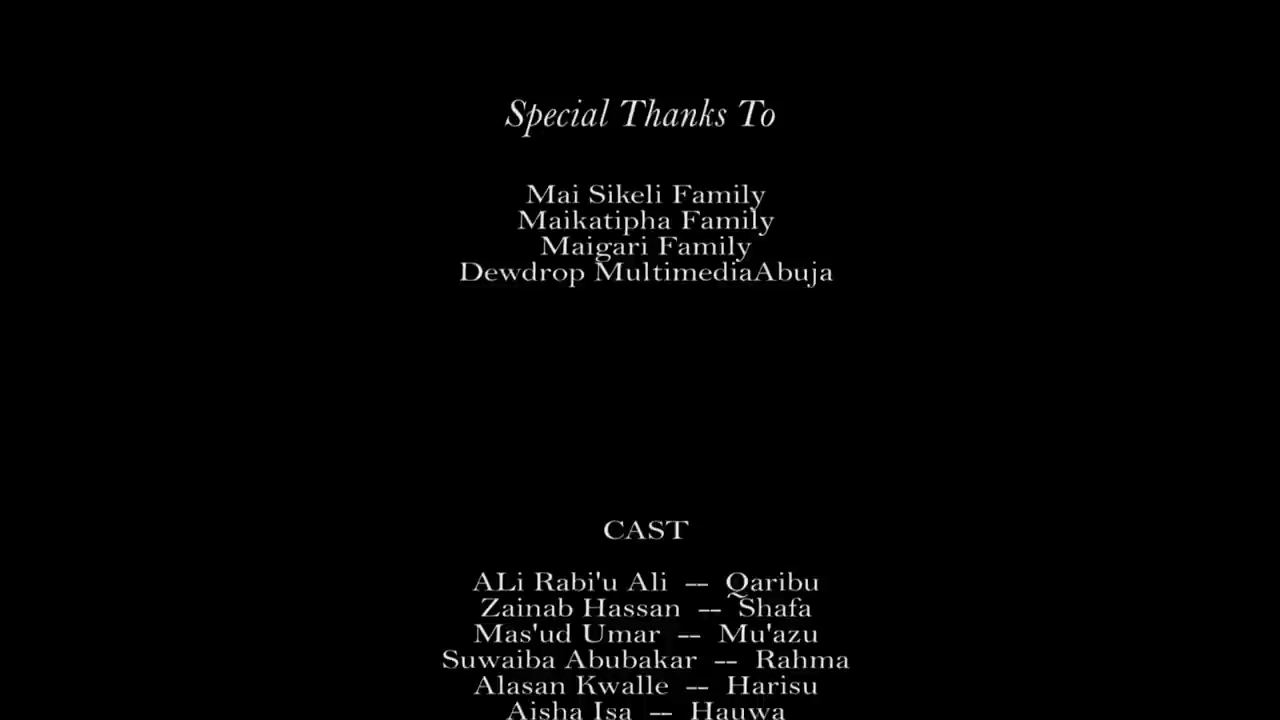 Special Thanks To
Mai Sikeli Family
Maikatipha Family
Maigari Family
Dewdrop MultimediaAbuja
CAST
ALi Rabi'u Ali -- Qaribu
Zainab Hassan -- Shafa
Mas'ud Umar -- Mu'azu
Suwaiba Abubakar -- Rahma
Alasan Kwalle -- Harisu
Aisha Isa -- Hauwa